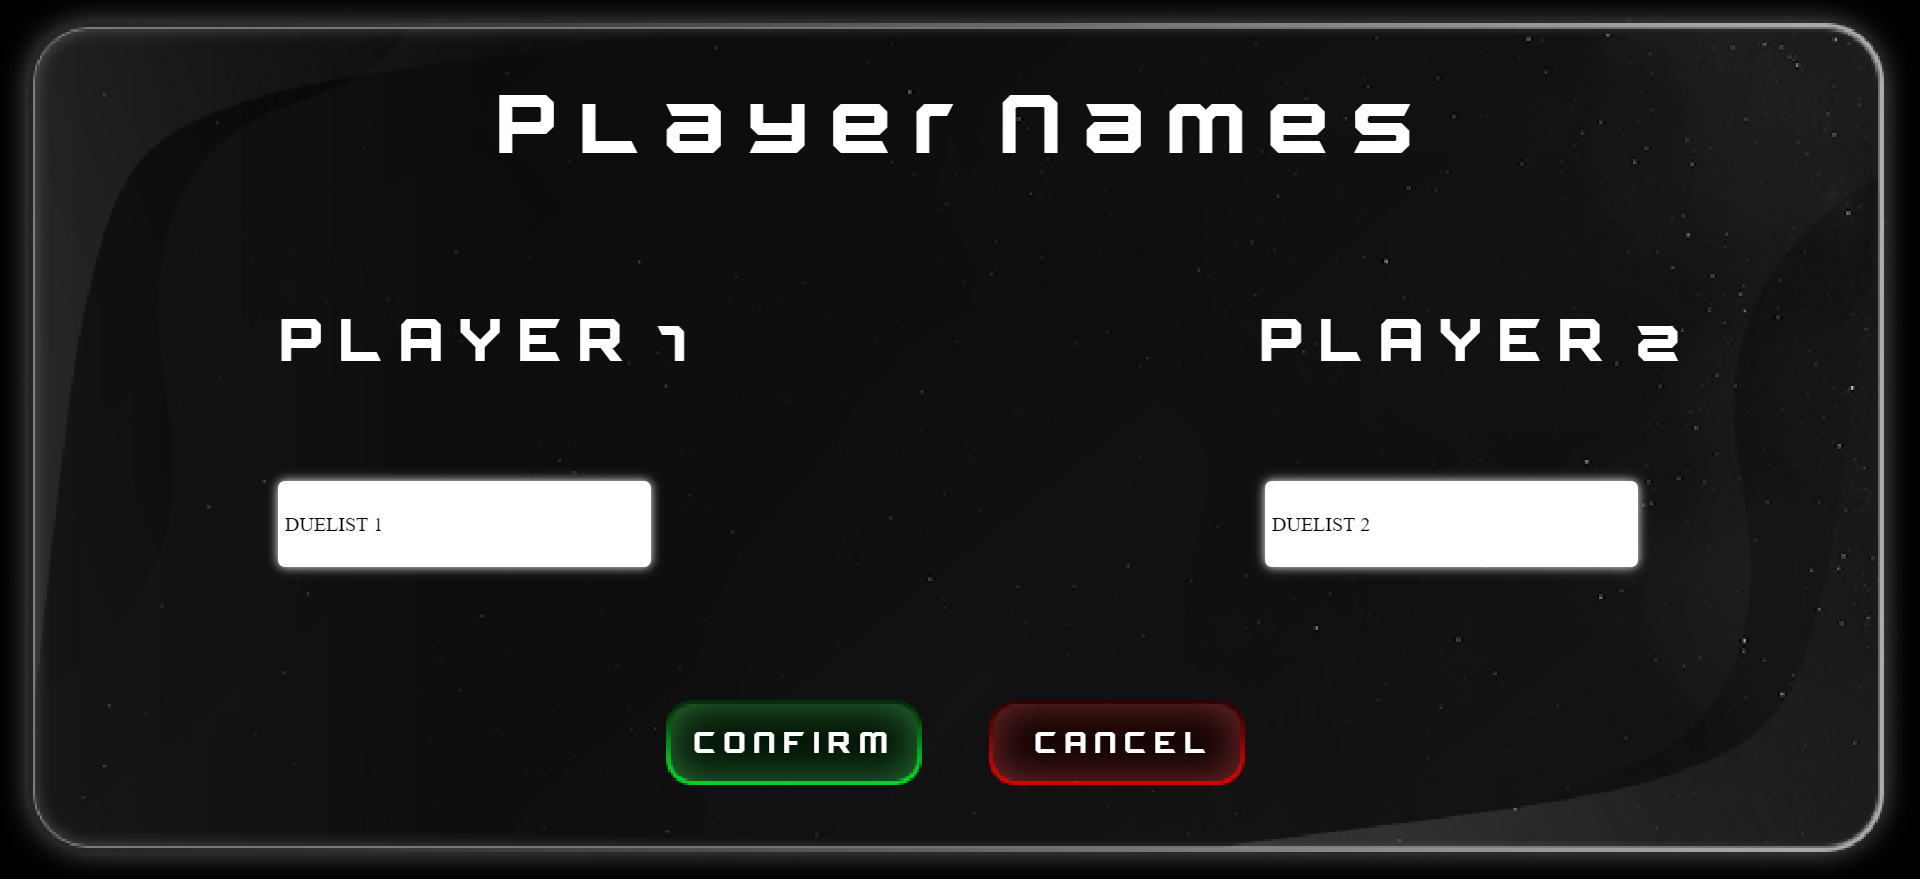 Player Names
PLAYER 1
PLAYER 2
DUELIST 1
DUELIST 2
CONFIRM
CANCEL